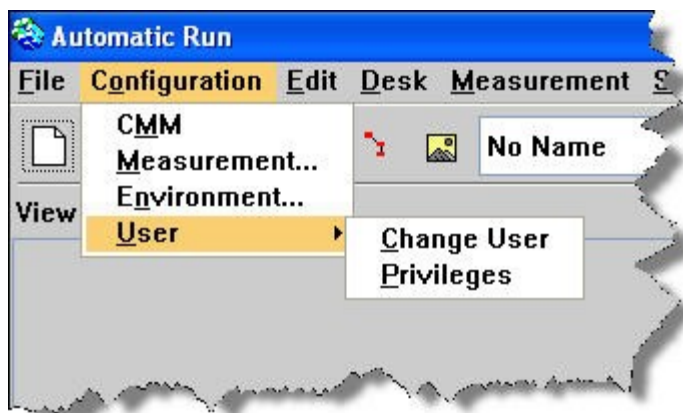 Automatic Run
File Configuration Edit Desk Measurement S
CMM
Measurement...
No Name
Environment...
View
User
Change User
Privileges